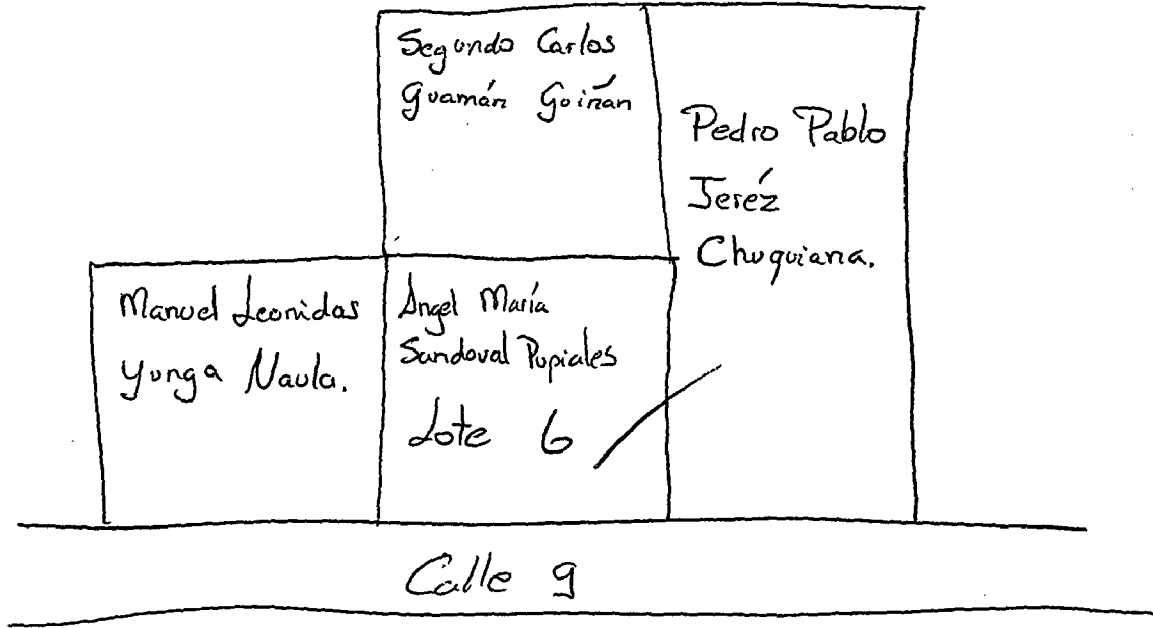 Segundo Carlos
Guamán Guiñan
Pedro Pablo
Jeréz
Chuquiana.
Manuel Leonidas
Yunga Naula.
Angel María
Sandoval Pupiales
Lote 6
Calle 9